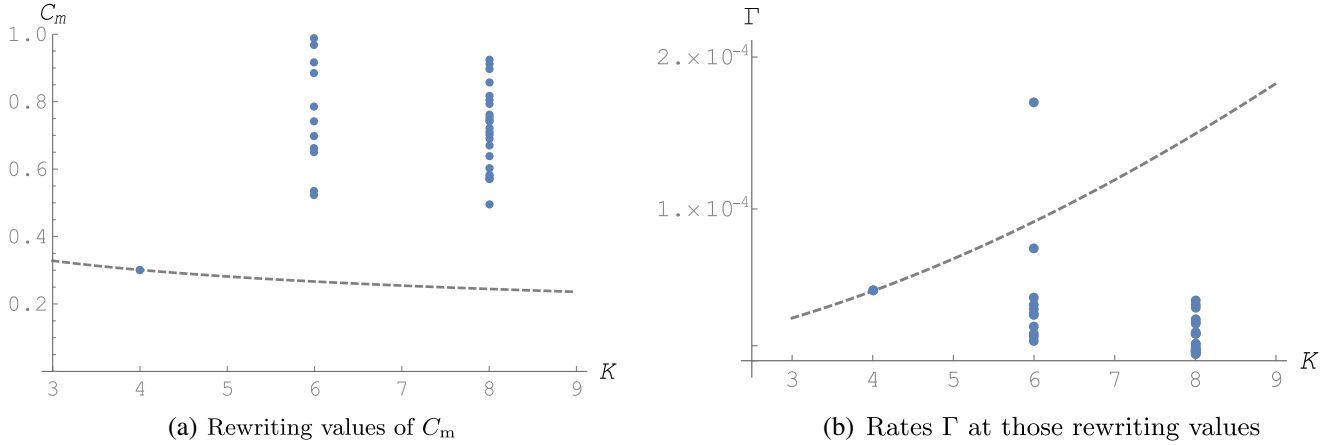 C_m
1.0
0.8
0.6
0.4
0.2
3 4 5 6 7 8 9
K
(a) Rewriting values of C_m
Γ
2.×10⁻⁴
1.×10⁻⁴
3 4 5 6 7 8 9
K
(b) Rates Γ at those rewriting values